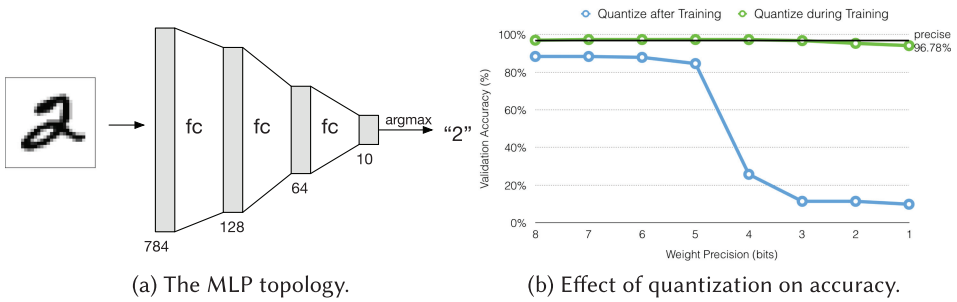 fc
fc
fc
argmax
“2”
784
128
64
10
(a) The MLP topology.
Quantize after Training
Quantize during Training
precise
96.78%
Validation Accuracy (%)
100%
80%
60%
40%
20%
0%
8 7 6 5 4 3 2 1
Weight Precision (bits)
(b) Effect of quantization on accuracy.